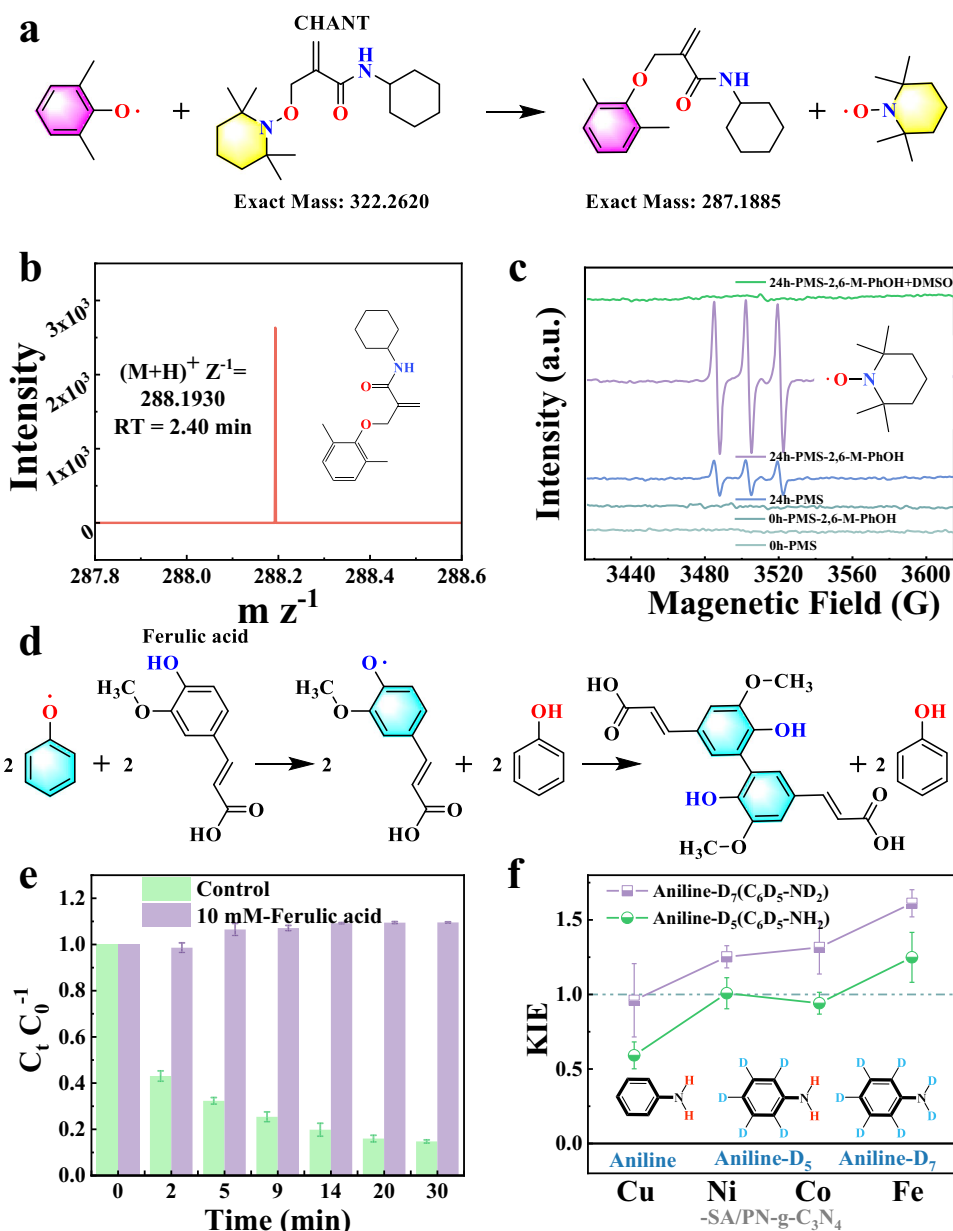 a
CHANT
O·
+
N
O
O
H
N
O
O
NH
+
·O
N
Exact Mass: 322.2620
Exact Mass: 287.1885
b
Intensity
3x10³
2x10³
1x10³
0
(M+H)⁺ Z⁻¹=
288.1930
RT = 2.40 min
NH
O
O
287.8 288.0 288.2 288.4 288.6
m z⁻¹
c
Intensity (a.u.)
24h-PMS-2,6-M-PhOH+DMSO
·O—N
24h-PMS-2,6-M-PhOH
24h-PMS
0h-PMS-2,6-M-PhOH
0h-PMS
3440 3480 3520 3560 3600
Magenetic Field (G)
d
Ferulic acid
2 O· + 2 HO H₃C O O HO
2 O· H₃C O O HO + 2 OH
HO O O CH₃ OH HO H₃C O O OH + 2 OH
e
C_t C₀⁻¹
1.2
1.0
0.8
0.6
0.4
0.2
0.0
Control
10 mM-Ferulic acid
0 2 5 9 14 20 30
Time (min)
f
KIE
1.5
1.0
0.5
0.0
Aniline-D₇(C₆D₅-ND₂)
Aniline-D₅(C₆D₅-NH₂)
N H H
D D D D D N H H
D D D D D N D D
Aniline Aniline-D₅ Aniline-D₇
Cu Ni Co Fe
-SA/PN-g-C₃N₄